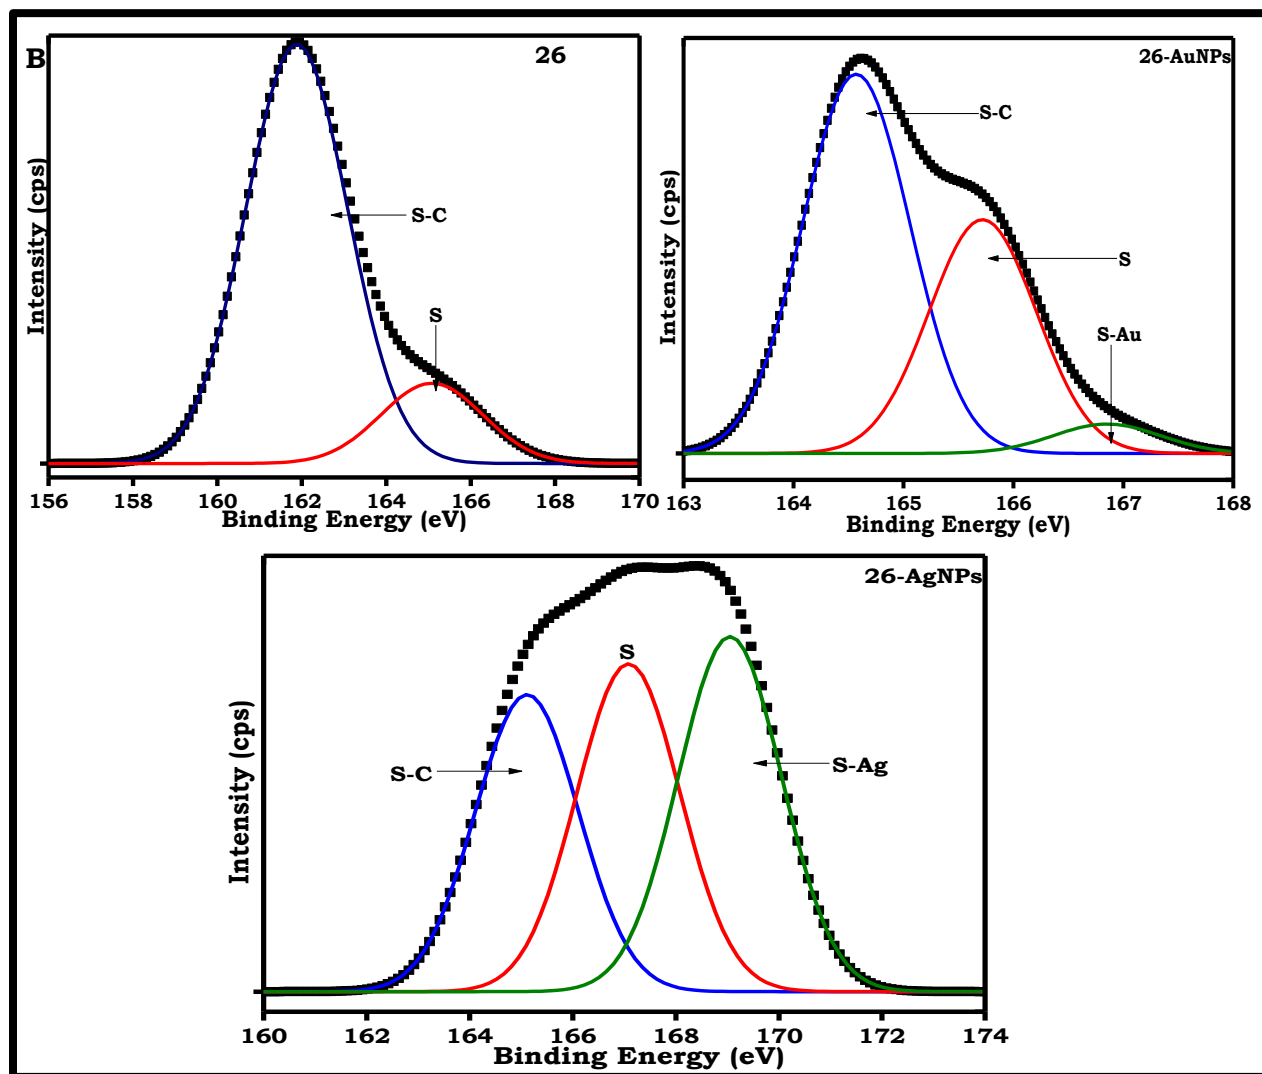 B
26
Intensity (cps)
S-C
S
156 158 160 162 164 166 168 170
Binding Energy (eV)
26-AuNPs
Intensity (cps)
S-C
S
S-Au
163 164 165 166 167 168
Binding Energy (eV)
26-AgNPs
Intensity (cps)
S
S-C
S-Ag
160 162 164 166 168 170 172 174
Binding Energy (eV)